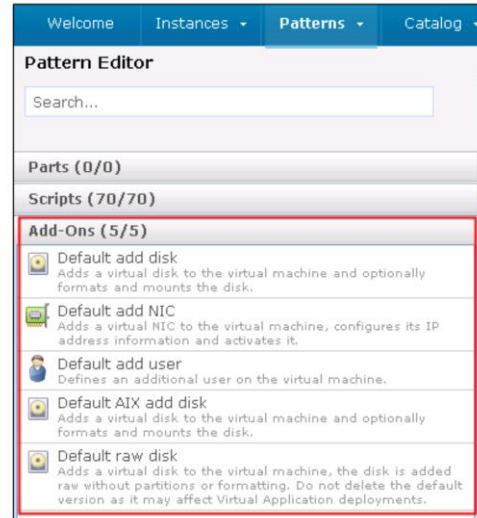 Welcome Instances Patterns Catalog
Pattern Editor
Search...
Parts (0/0)
Scripts (70/70)
Add-Ons (5/5)
Default add disk
Adds a virtual disk to the virtual machine and optionally
formats and mounts the disk.
Default add NIC
Adds a virtual NIC to the virtual machine, configures its IP
address information and activates it.
Default add user
Defines an additional user on the virtual machine.
Default AIX add disk
Adds a virtual disk to the virtual machine and optionally
formats and mounts the disk.
Default raw disk
Adds a virtual disk to the virtual machine, the disk is added
raw without partitions or formatting. Do not delete the default
version as it may affect Virtual Application deployments.